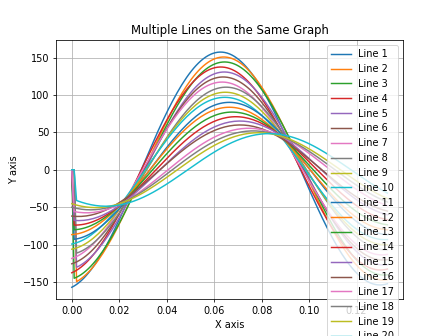 Multiple Lines on the Same Graph
Y axis
150
100
50
0
−50
−100
−150
0.00
0.02
0.04
0.06
0.08
0.10
X axis
Line 1
Line 2
Line 3
Line 4
Line 5
Line 6
Line 7
Line 8
Line 9
Line 10
Line 11
Line 12
Line 13
Line 14
Line 15
Line 16
Line 17
Line 18
Line 19
Line 20